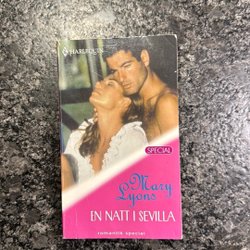 HARLEQUIN
SPECIAL
Mary
Lyons
EN NATT I SEVILLA
romantik special